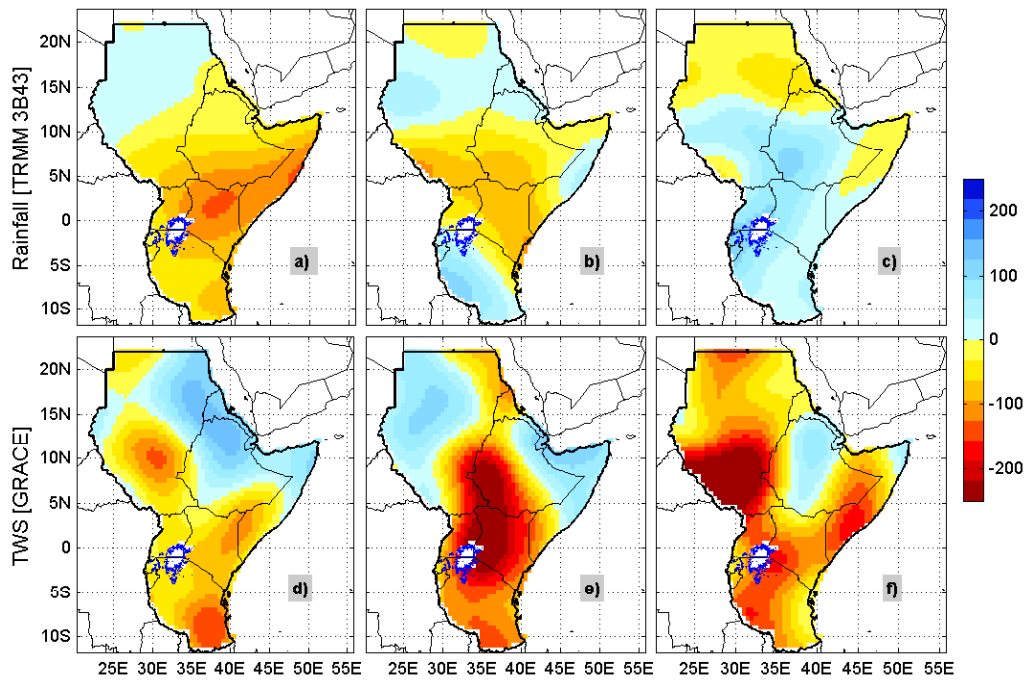 Rainfall [TRMM 3B43]
20N
15N
10N
5N
0
5S
10S
a)
b)
c)
TWS [GRACE]
20N
15N
10N
5N
0
5S
10S
d)
e)
f)
25E 30E 35E 40E 45E 50E 55E
25E 30E 35E 40E 45E 50E 55E
25E 30E 35E 40E 45E 50E 55E
200
100
0
-100
-200